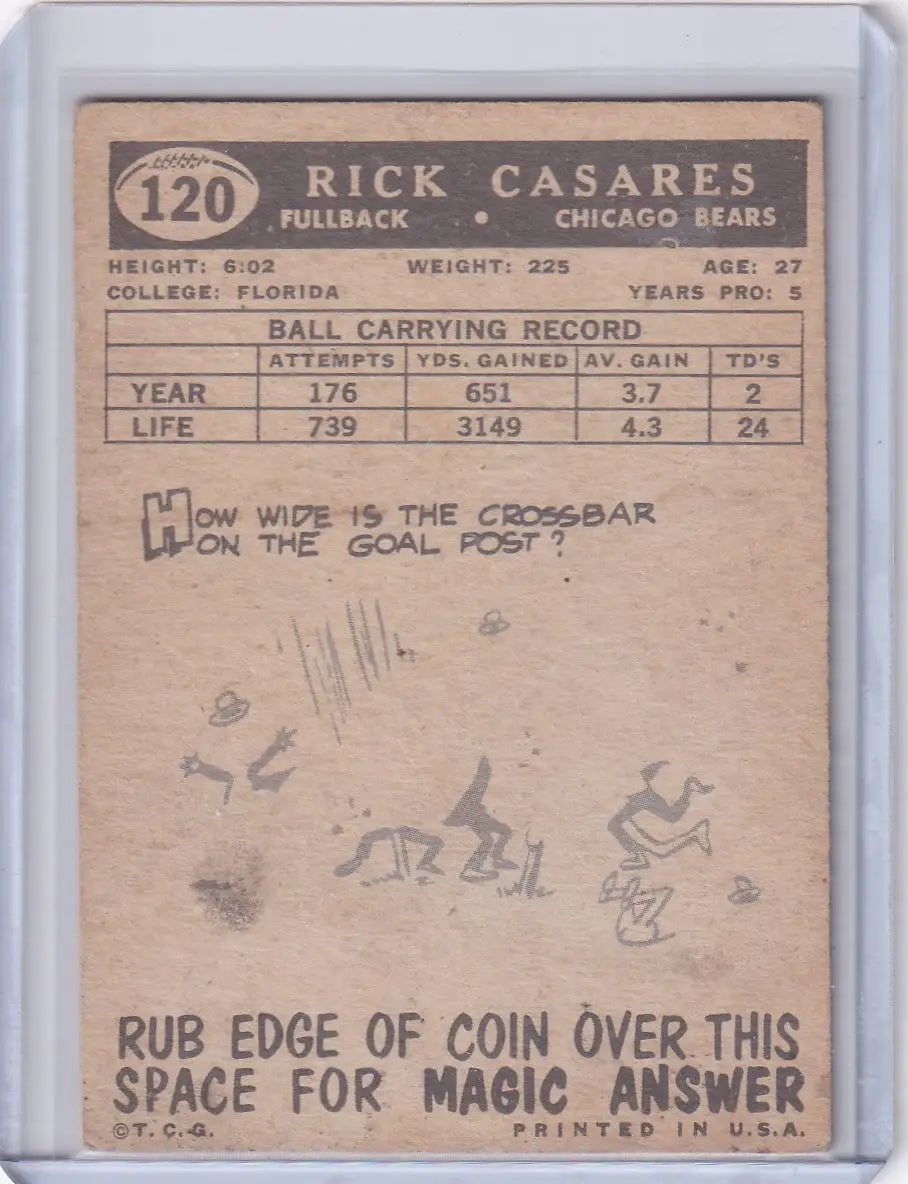 120
RICK CASARES
FULLBACK • CHICAGO BEARS
HEIGHT: 6:02 WEIGHT: 225 AGE: 27
COLLEGE: FLORIDA YEARS PRO: 5
BALL CARRYING RECORD
ATTEMPTS YDS. GAINED AV. GAIN TD'S
YEAR 176 651 3.7 2
LIFE 739 3149 4.3 24
HOW WIDE IS THE CROSSBAR
ON THE GOAL POST?
RUB EDGE OF COIN OVER THIS
SPACE FOR MAGIC ANSWER
©T. C. G. PRINTED IN U.S.A.